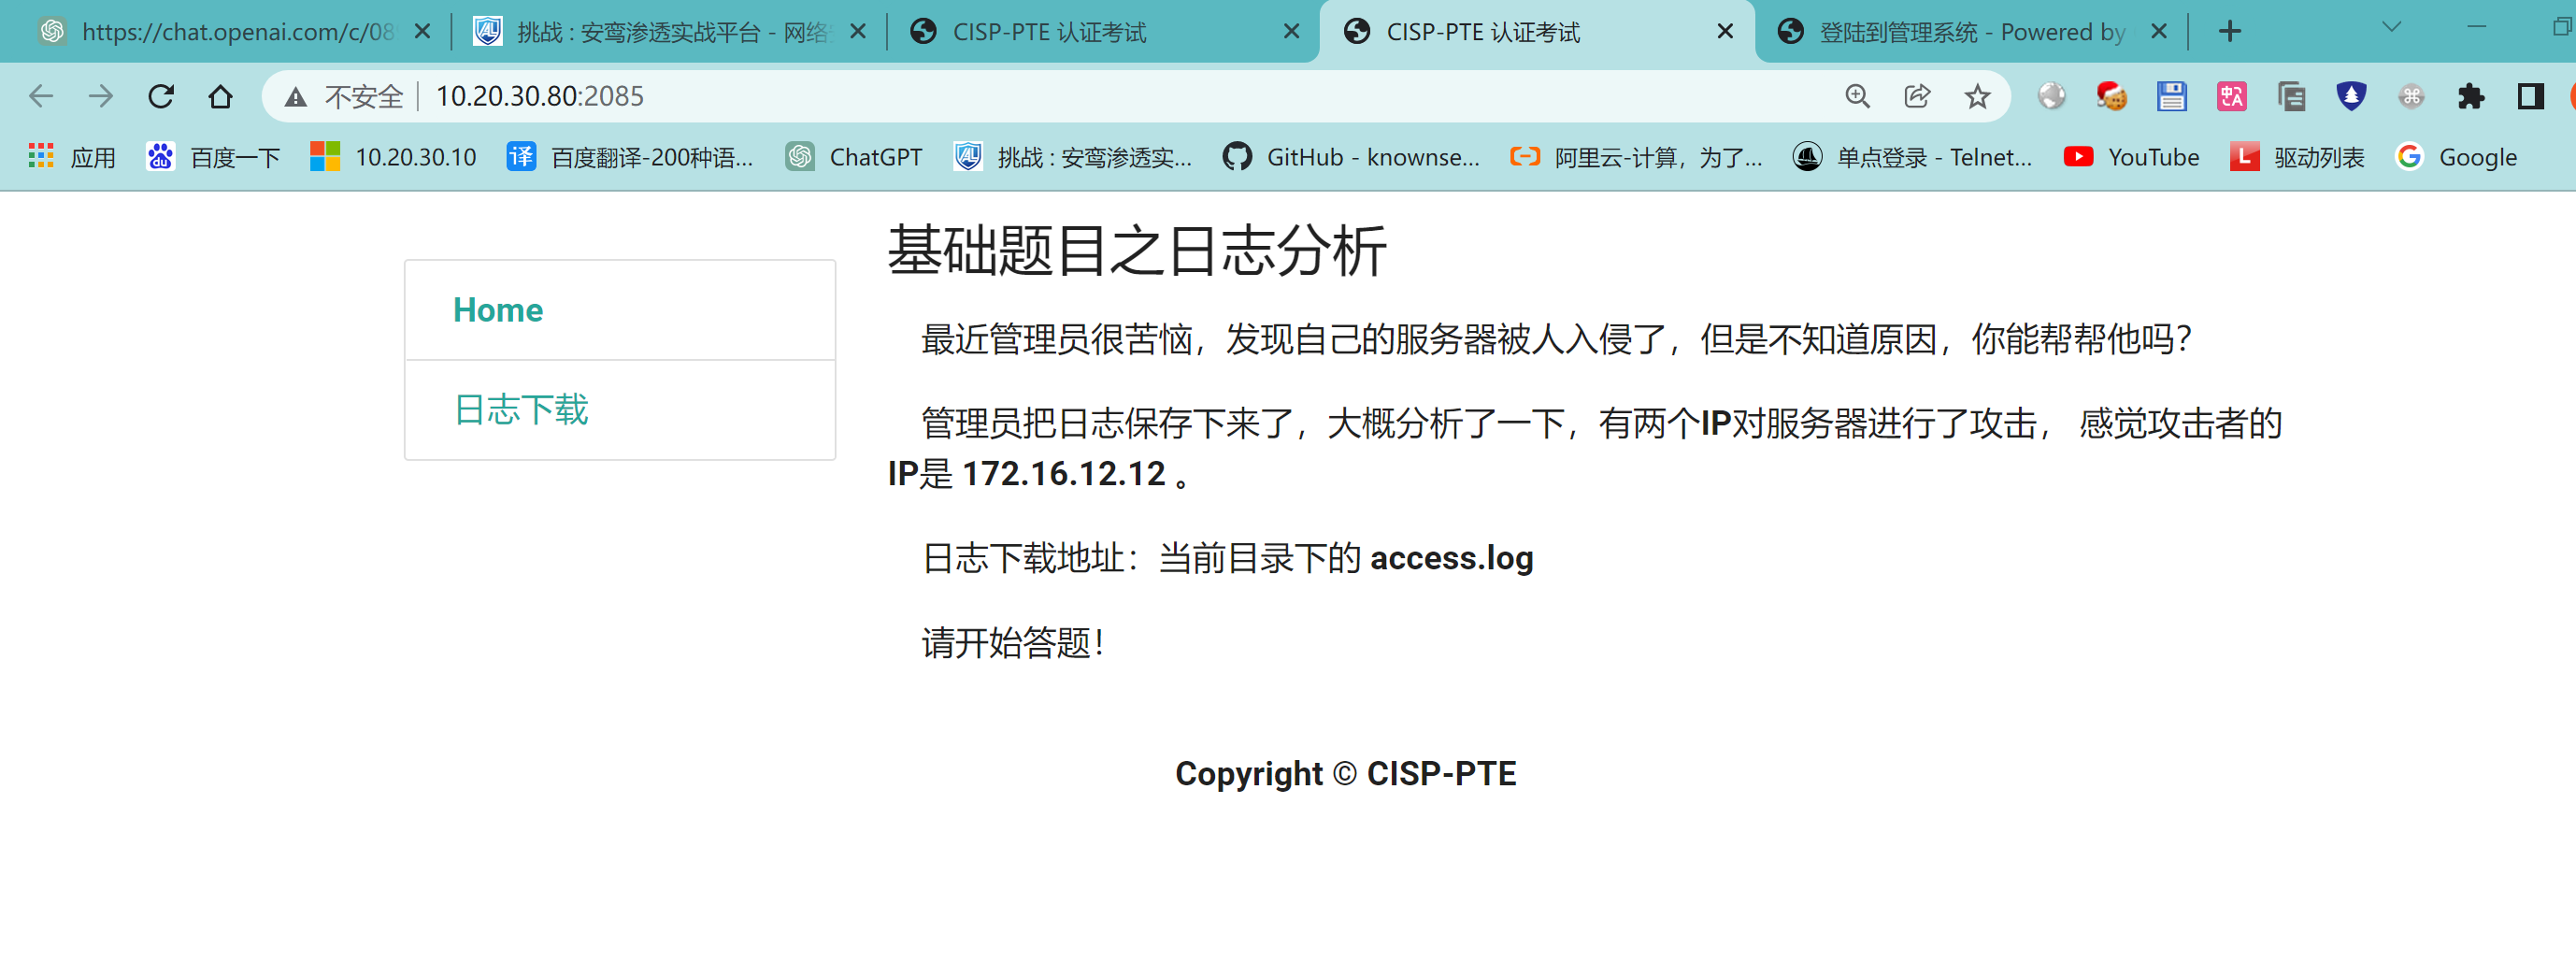 https://chat.openai.com/c/08
挑战 : 安鸾渗透实战平台 - 网络
CISP-PTE 认证考试
CISP-PTE 认证考试
登陆到管理系统 - Powered by
不安全
10.20.30.80:2085
应用
百度一下
10.20.30.10
百度翻译-200种语...
ChatGPT
挑战 : 安鸾渗透实...
GitHub - knownse...
阿里云-计算，为了...
单点登录 - Telnet...
YouTube
驱动列表
Google
Home
日志下载
基础题目之日志分析
最近管理员很苦恼，发现自己的服务器被人入侵了，但是不知道原因，你能帮帮他吗？
管理员把日志保存下来了，大概分析了一下，有两个IP对服务器进行了攻击， 感觉攻击者的
IP是 172.16.12.12 。
日志下载地址：当前目录下的 access.log
请开始答题！
Copyright © CISP-PTE